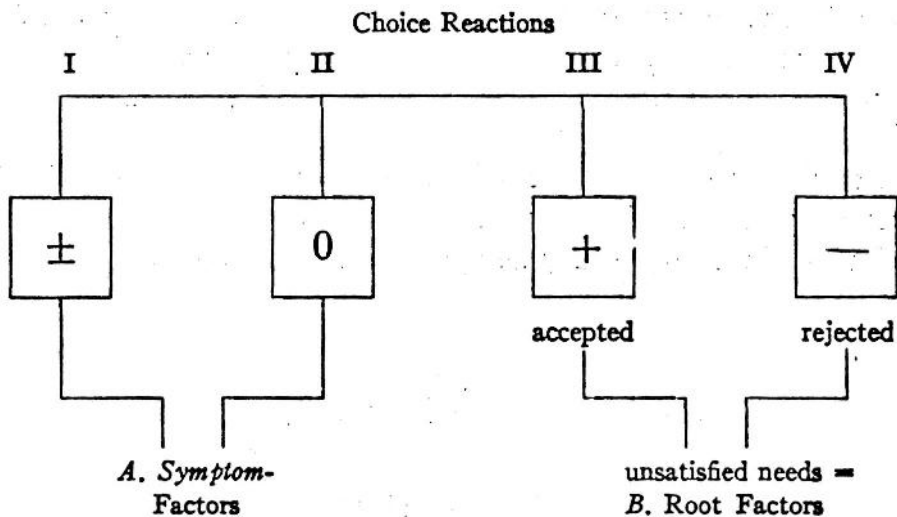 Choice Reactions
I II III IV
± 0 + —
accepted rejected
A. Symptom- unsatisfied needs =
Factors B. Root Factors